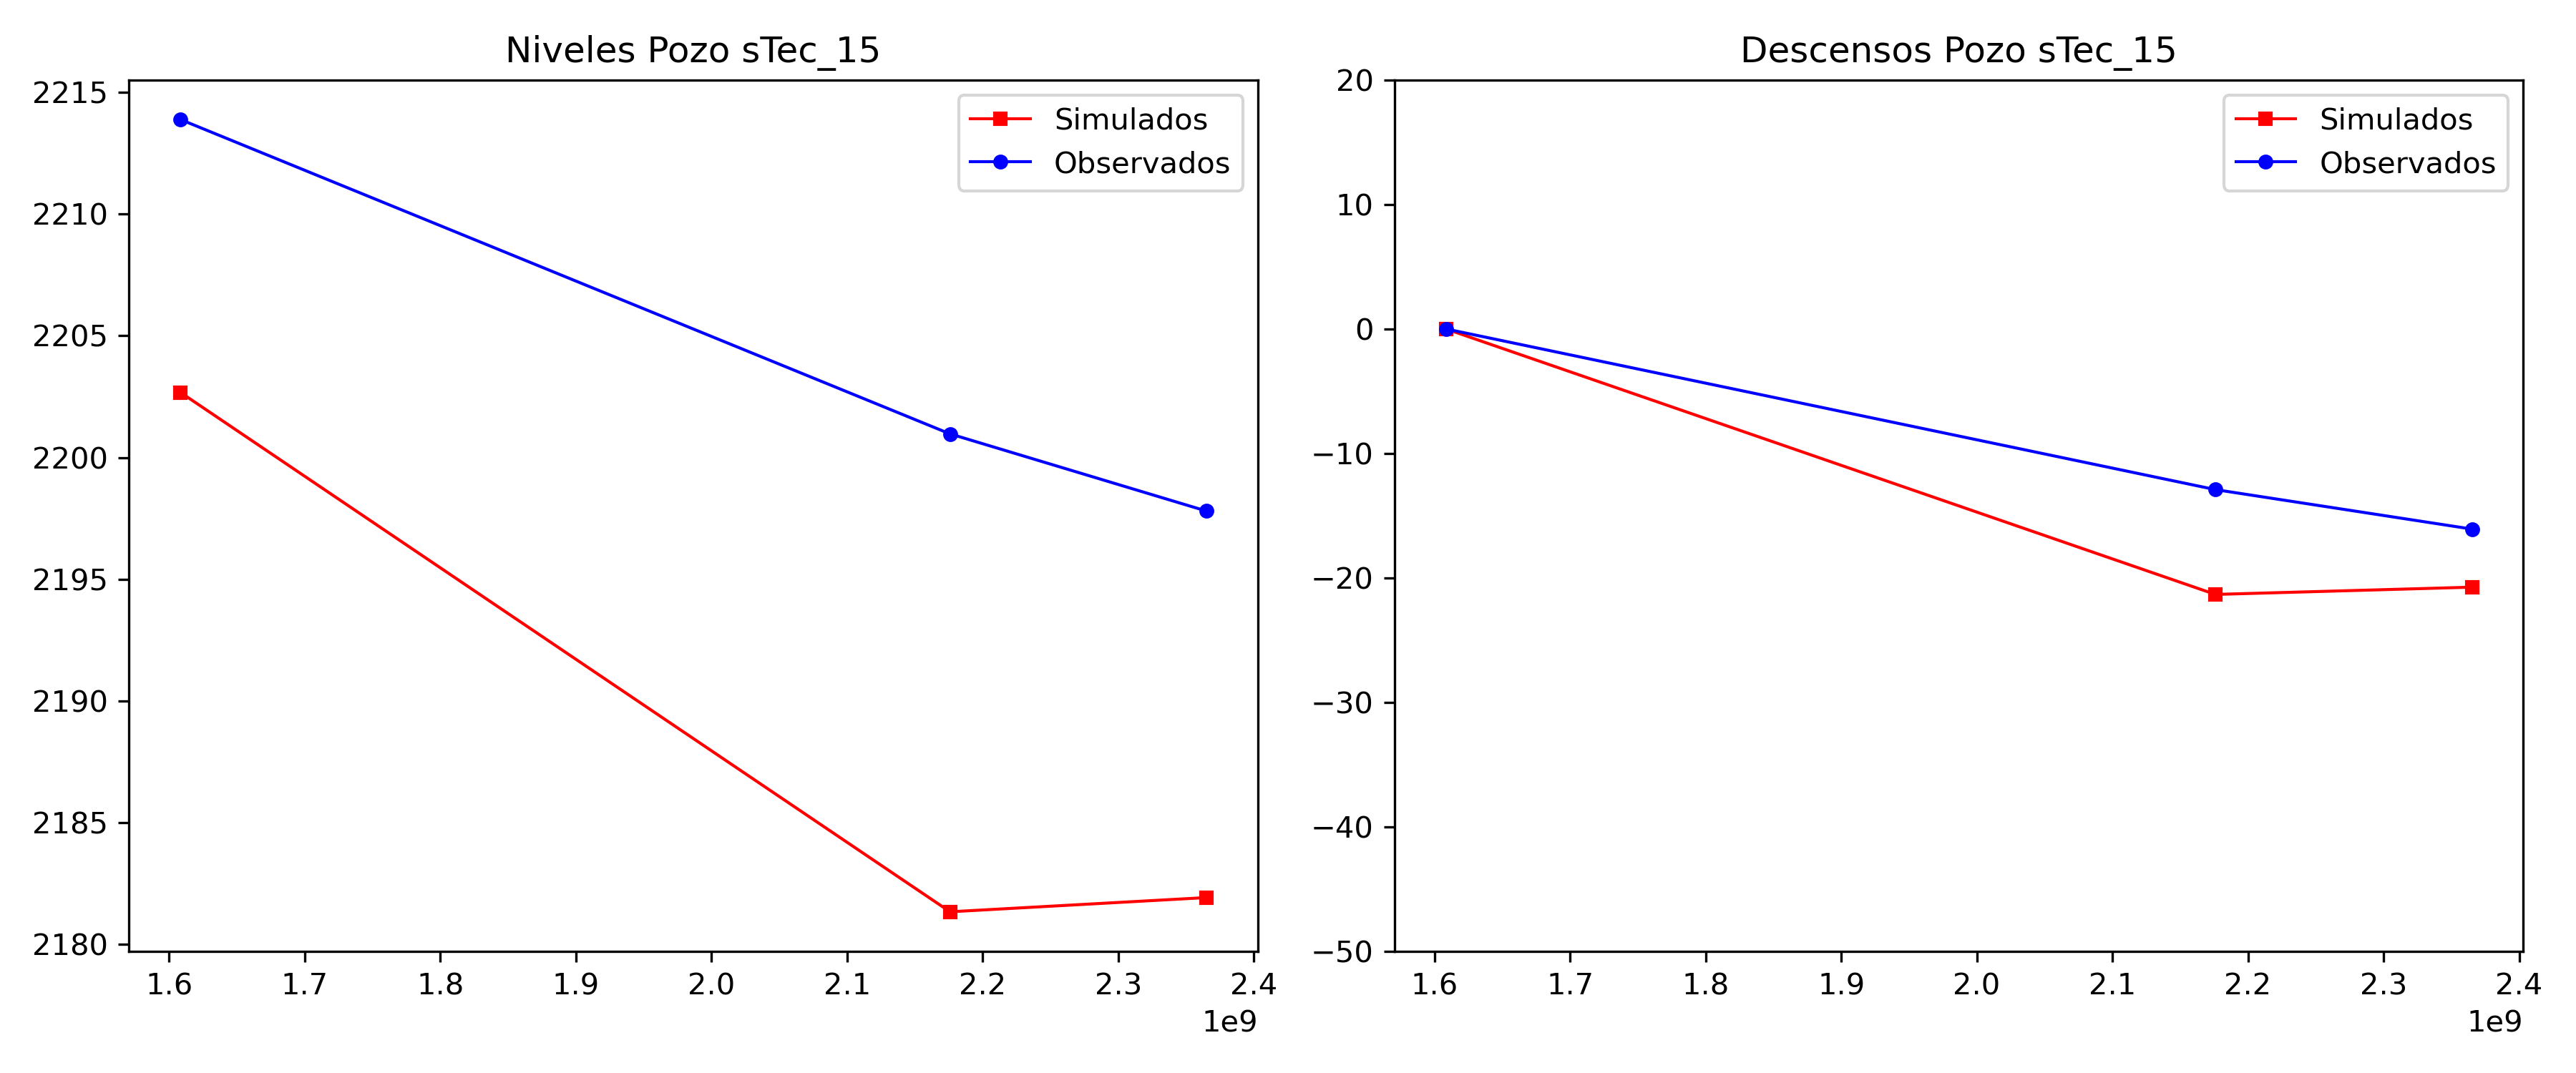 Niveles Pozo sTec_15
2215
2210
2205
2200
2195
2190
2185
2180
1.6 1.7 1.8 1.9 2.0 2.1 2.2 2.3 2.4
1e9
Simulados
Observados
Descensos Pozo sTec_15
20
10
0
−10
−20
−30
−40
−50
1.6 1.7 1.8 1.9 2.0 2.1 2.2 2.3 2.4
1e9
Simulados
Observados